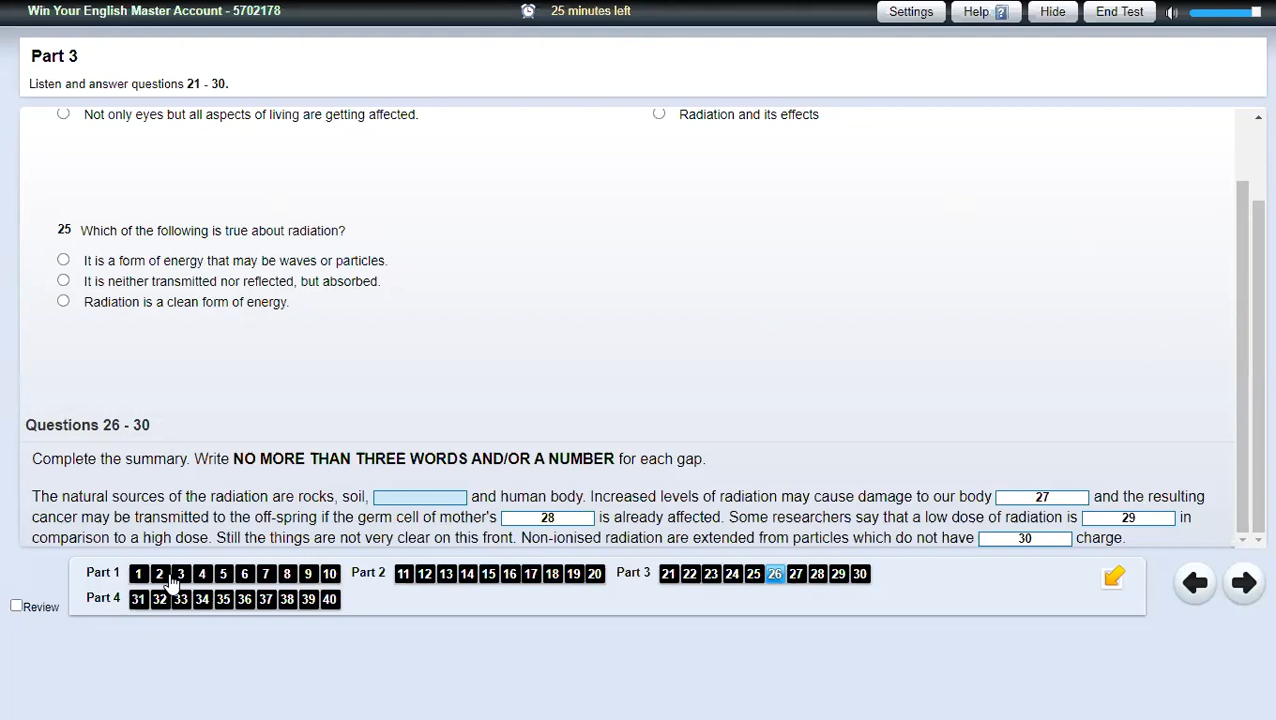 Win Your English Master Account - 5702178
25 minutes left
Settings
Help ?
Hide
End Test
Part 3
Listen and answer questions 21 - 30.
Not only eyes but all aspects of living are getting affected.
Radiation and its effects
25 Which of the following is true about radiation?
It is a form of energy that may be waves or particles.
It is neither transmitted nor reflected, but absorbed.
Radiation is a clean form of energy.
Questions 26 - 30
Complete the summary. Write NO MORE THAN THREE WORDS AND/OR A NUMBER for each gap.
The natural sources of the radiation are rocks, soil, and human body. Increased levels of radiation may cause damage to our body 27 and the resulting
cancer may be transmitted to the off-spring if the germ cell of mother's 28 is already affected. Some researchers say that a low dose of radiation is 29 in
comparison to a high dose. Still the things are not very clear on this front. Non-ionised radiation are extended from particles which do not have 30 charge.
Part 1 1 2 3 4 5 6 7 8 9 10 Part 2 11 12 13 14 15 16 17 18 19 20 Part 3 21 22 23 24 25 26 27 28 29 30
Part 4 31 32 33 34 35 36 37 38 39 40
Review